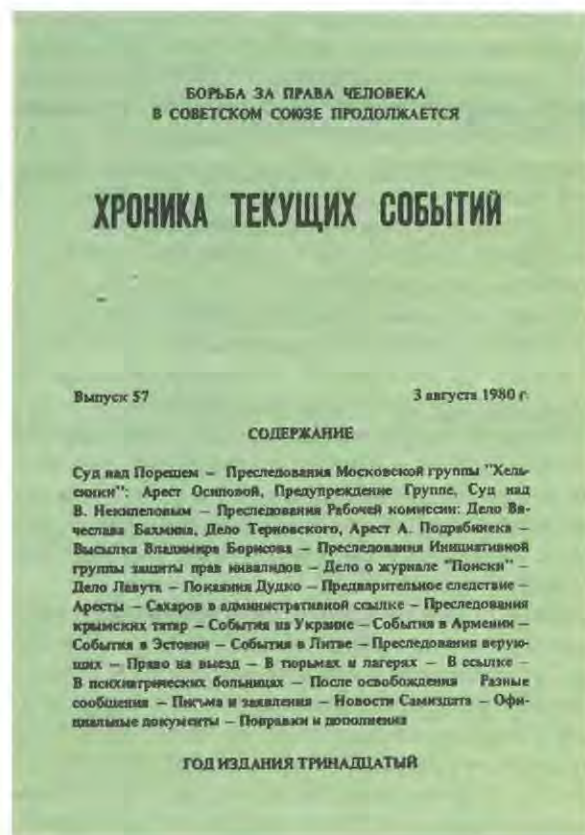 БОРЬБА ЗА ПРАВА ЧЕЛОВЕКА
В СОВЕТСКОМ СОЮЗЕ ПРОДОЛЖАЕТСЯ
ХРОНИКА ТЕКУЩИХ СОБЫТИЙ
Выпуск 57 3 августа 1980 г.
СОДЕРЖАНИЕ
Суд над Порешем — Преследования Московской группы "Хель-
синки": Арест Осиповой, Предупреждение Группе, Суд над
В. Некипеловым — Преследования Рабочей комиссии: Дело Вя-
чеслава Бахмина, Дело Терновского, Арест А. Подрабинека —
Высылка Владимира Борисова — Преследования Инициативной
группы защиты прав инвалидов — Дело о журнале "Поиски" —
Дело Лавута — Покаяния Дудко — Предварительное следствие —
Аресты — Сахаров в административной ссылке — Преследования
крымских татар — События на Украине — События в Армении —
События в Эстонии — События в Литве — Преследования верую-
щих — Право на выезд — В тюрьмах и лагерях — В ссылке —
В психиатрических больницах — После освобождения Разные
сообщения — Письма и заявления — Новости Самиздата — Офи-
циальные документы — Поправки и дополнения
ГОД ИЗДАНИЯ ТРИНАДЦАТЫЙ